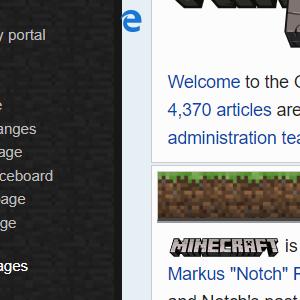 y portal
e
anges
age
ceboard
page
ge
ages
e
Welcome to the
4,370 articles are
administration tea
MINECRAFT is
Markus "Notch"
and Notch's past